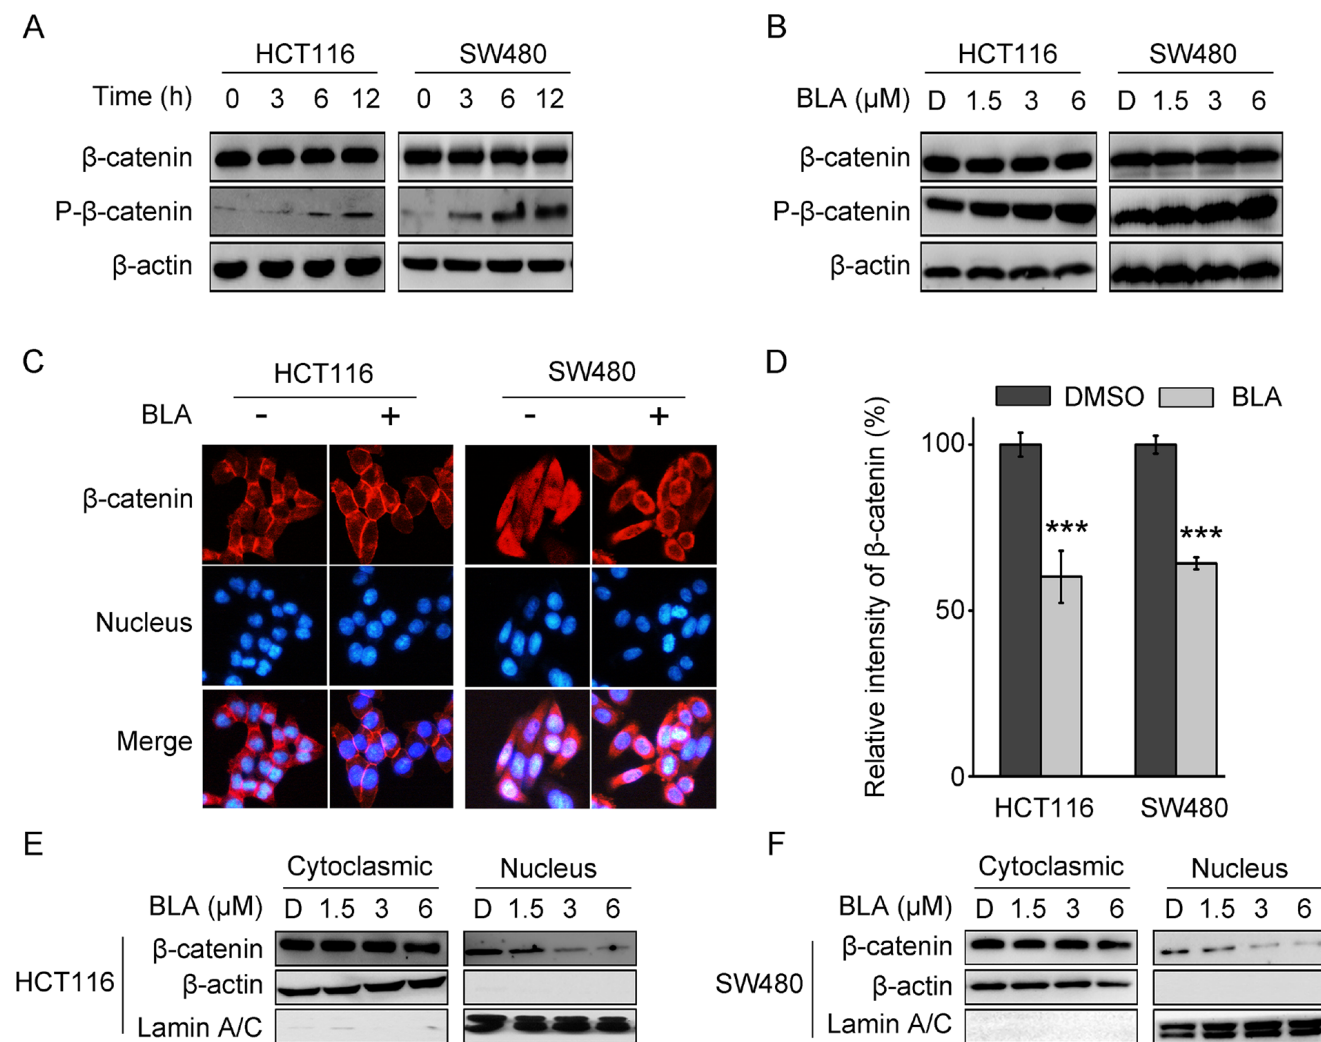 A
HCT116 SW480
Time (h) 0 3 6 12 0 3 6 12
β-catenin
P-β-catenin
β-actin
B
HCT116 SW480
BLA (μM) D 1.5 3 6 D 1.5 3 6
β-catenin
P-β-catenin
β-actin
C
HCT116 SW480
BLA - + - +
β-catenin
Nucleus
Merge
D
DMSO BLA
Relative intensity of β-catenin (%)
100
50
0
*** ***
HCT116 SW480
E
Cytoclasmic Nucleus
BLA (μM) D 1.5 3 6 D 1.5 3 6
HCT116
β-catenin
β-actin
Lamin A/C
F
Cytoclasmic Nucleus
BLA (μM) D 1.5 3 6 D 1.5 3 6
SW480
β-catenin
β-actin
Lamin A/C